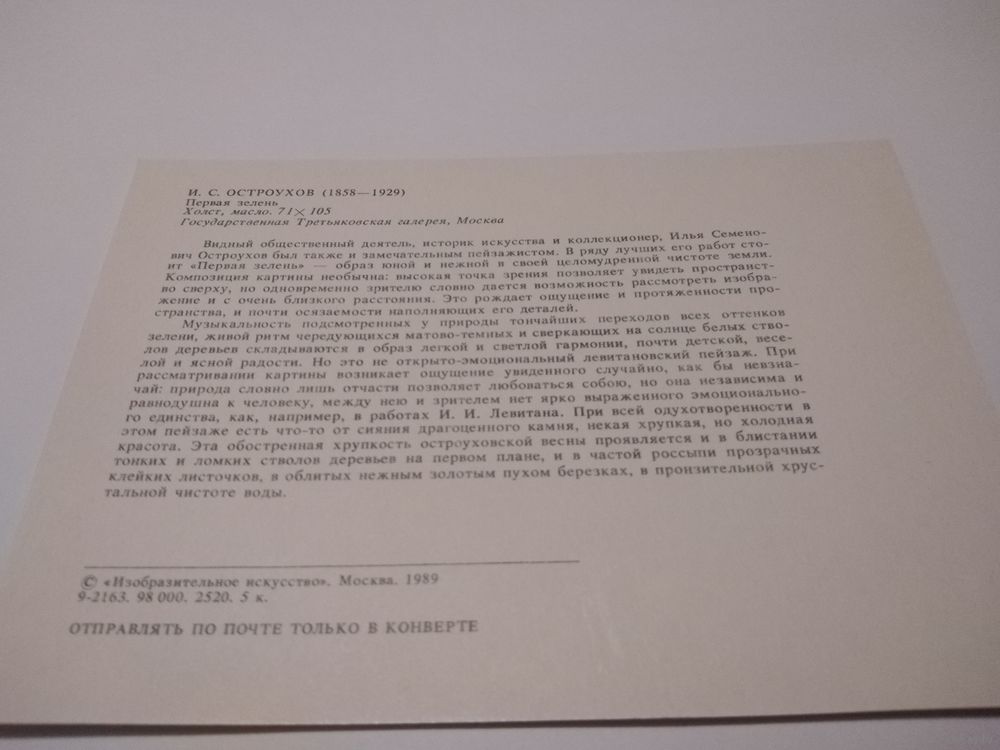 И. С. ОСТРОУХОВ (1858—1929)
Первая зелень
Холст, масло. 71×105
Государственная Третьяковская галерея, Москва
Видный общественный деятель, историк искусства и коллекционер, Илья Семено-
вич Остроухов был также и замечательным пейзажистом. В ряду лучших его работ сто-
ит «Первая зелень» — образ юной и нежной в своей целомудренной чистоте земли.
Композиция картины необычна: высокая точка зрения позволяет увидеть пространст-
во сверху, но одновременно зрителю словно дается возможность рассмотреть изобра-
жение и с очень близкого расстояния. Это рождает ощущение и протяженности про-
странства, и почти осязаемости наполняющих его деталей.
Музыкальность подсмотренных у природы тончайших переходов всех оттенков
зелени, живой ритм чередующихся матово-темных и сверкающих на солнце белых ство-
лов деревьев складываются в образ легкой и светлой гармонии, почти детской, весе-
лой и ясной радости. Но это не открыто-эмоциональный левитановский пейзаж. При
рассматривании картины возникает ощущение увиденного случайно, как бы невзна-
чай: природа словно лишь отчасти позволяет любоваться собою, но она независима и
равнодушна к человеку, между нею и зрителем нет ярко выраженного эмоционально-
го единства, как, например, в работах И. И. Левитана. При всей одухотворенности в
этом пейзаже есть что-то от сияния драгоценного камня, некая хрупкая, но холодная
красота. Эта обостренная хрупкость остроуховской весны проявляется и в блистании
тонких и ломких стволов деревьев на первом плане, и в частой россыпи прозрачных
клейких листочков, в облитых нежным золотым пухом березках, в пронзительной хрус-
тальной чистоте воды.
© «Изобразительное искусство». Москва. 1989
9-2163. 98 000. 2520. 5 к.
ОТПРАВЛЯТЬ ПО ПОЧТЕ ТОЛЬКО В КОНВЕРТЕ